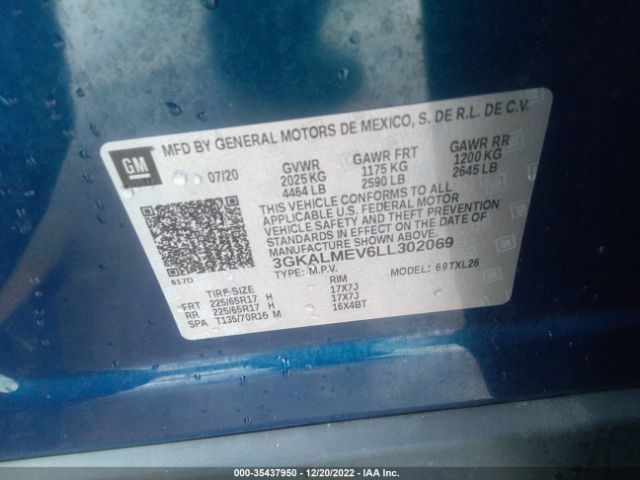 MFD BY GENERAL MOTORS DE MEXICO, S. DE R.L. DE C.V.
GM
07/20
GVWR GAWR FRT GAWR RR
2025 KG 1175 KG 1200 KG
4464 LB 2590 LB 2645 LB
THIS VEHICLE CONFORMS TO ALL
APPLICABLE U.S. FEDERAL MOTOR
VEHICLE SAFETY AND THEFT PREVENTION
STANDARDS IN EFFECT ON THE DATE OF
MANUFACTURE SHOWN ABOVE.
3GKALMEV6LL302069
617D
TYPE: M.P.V. MODEL: 69TXL26
TIRE SIZE RIM
FRT 225/65R17 H 17X7J
RR 225/65R17 H 17X7J
SPA T135/70R16 M 16X4BT
000-35437950 - 12/20/2022 - IAA Inc.